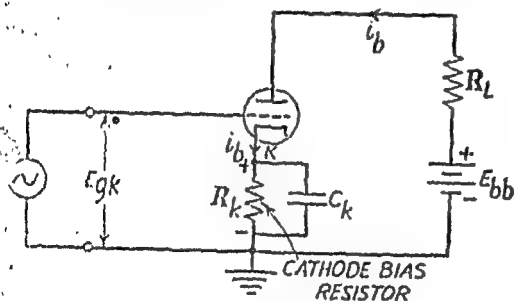 i_b
R_L
+
E_bb
-
i_b
+
K
E_gk
R_k
C_k
-
CATHODE BIAS
RESISTOR